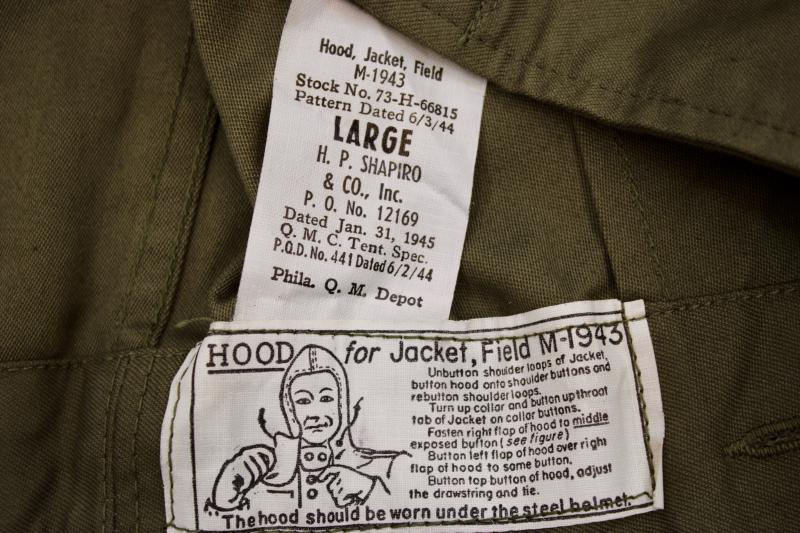 Hood, Jacket, Field
M-1943
Stock No. 73-H-66815
Pattern Dated 6/3/44
LARGE
H. P. SHAPIRO
& CO., Inc.
P. O. No. 12169
Dated Jan. 31, 1945
Q. M. C. Tent. Spec.
P.Q.D. No. 441 Dated 6/2/44
Phila. Q. M. Depot
HOOD for Jacket, Field M-1943
Unbutton shoulder loops of Jacket,
button hood onto shoulder buttons and
rebutton shoulder loops.
Turn up collar and button up throat
tab of Jacket on collar buttons.
Fasten right flap of hood to middle
exposed button (see figure)
Button left flap of hood over right
flap of hood to same button.
Button top button of hood, adjust
the drawstring and tie.
"The hood should be worn under the steel helmet.